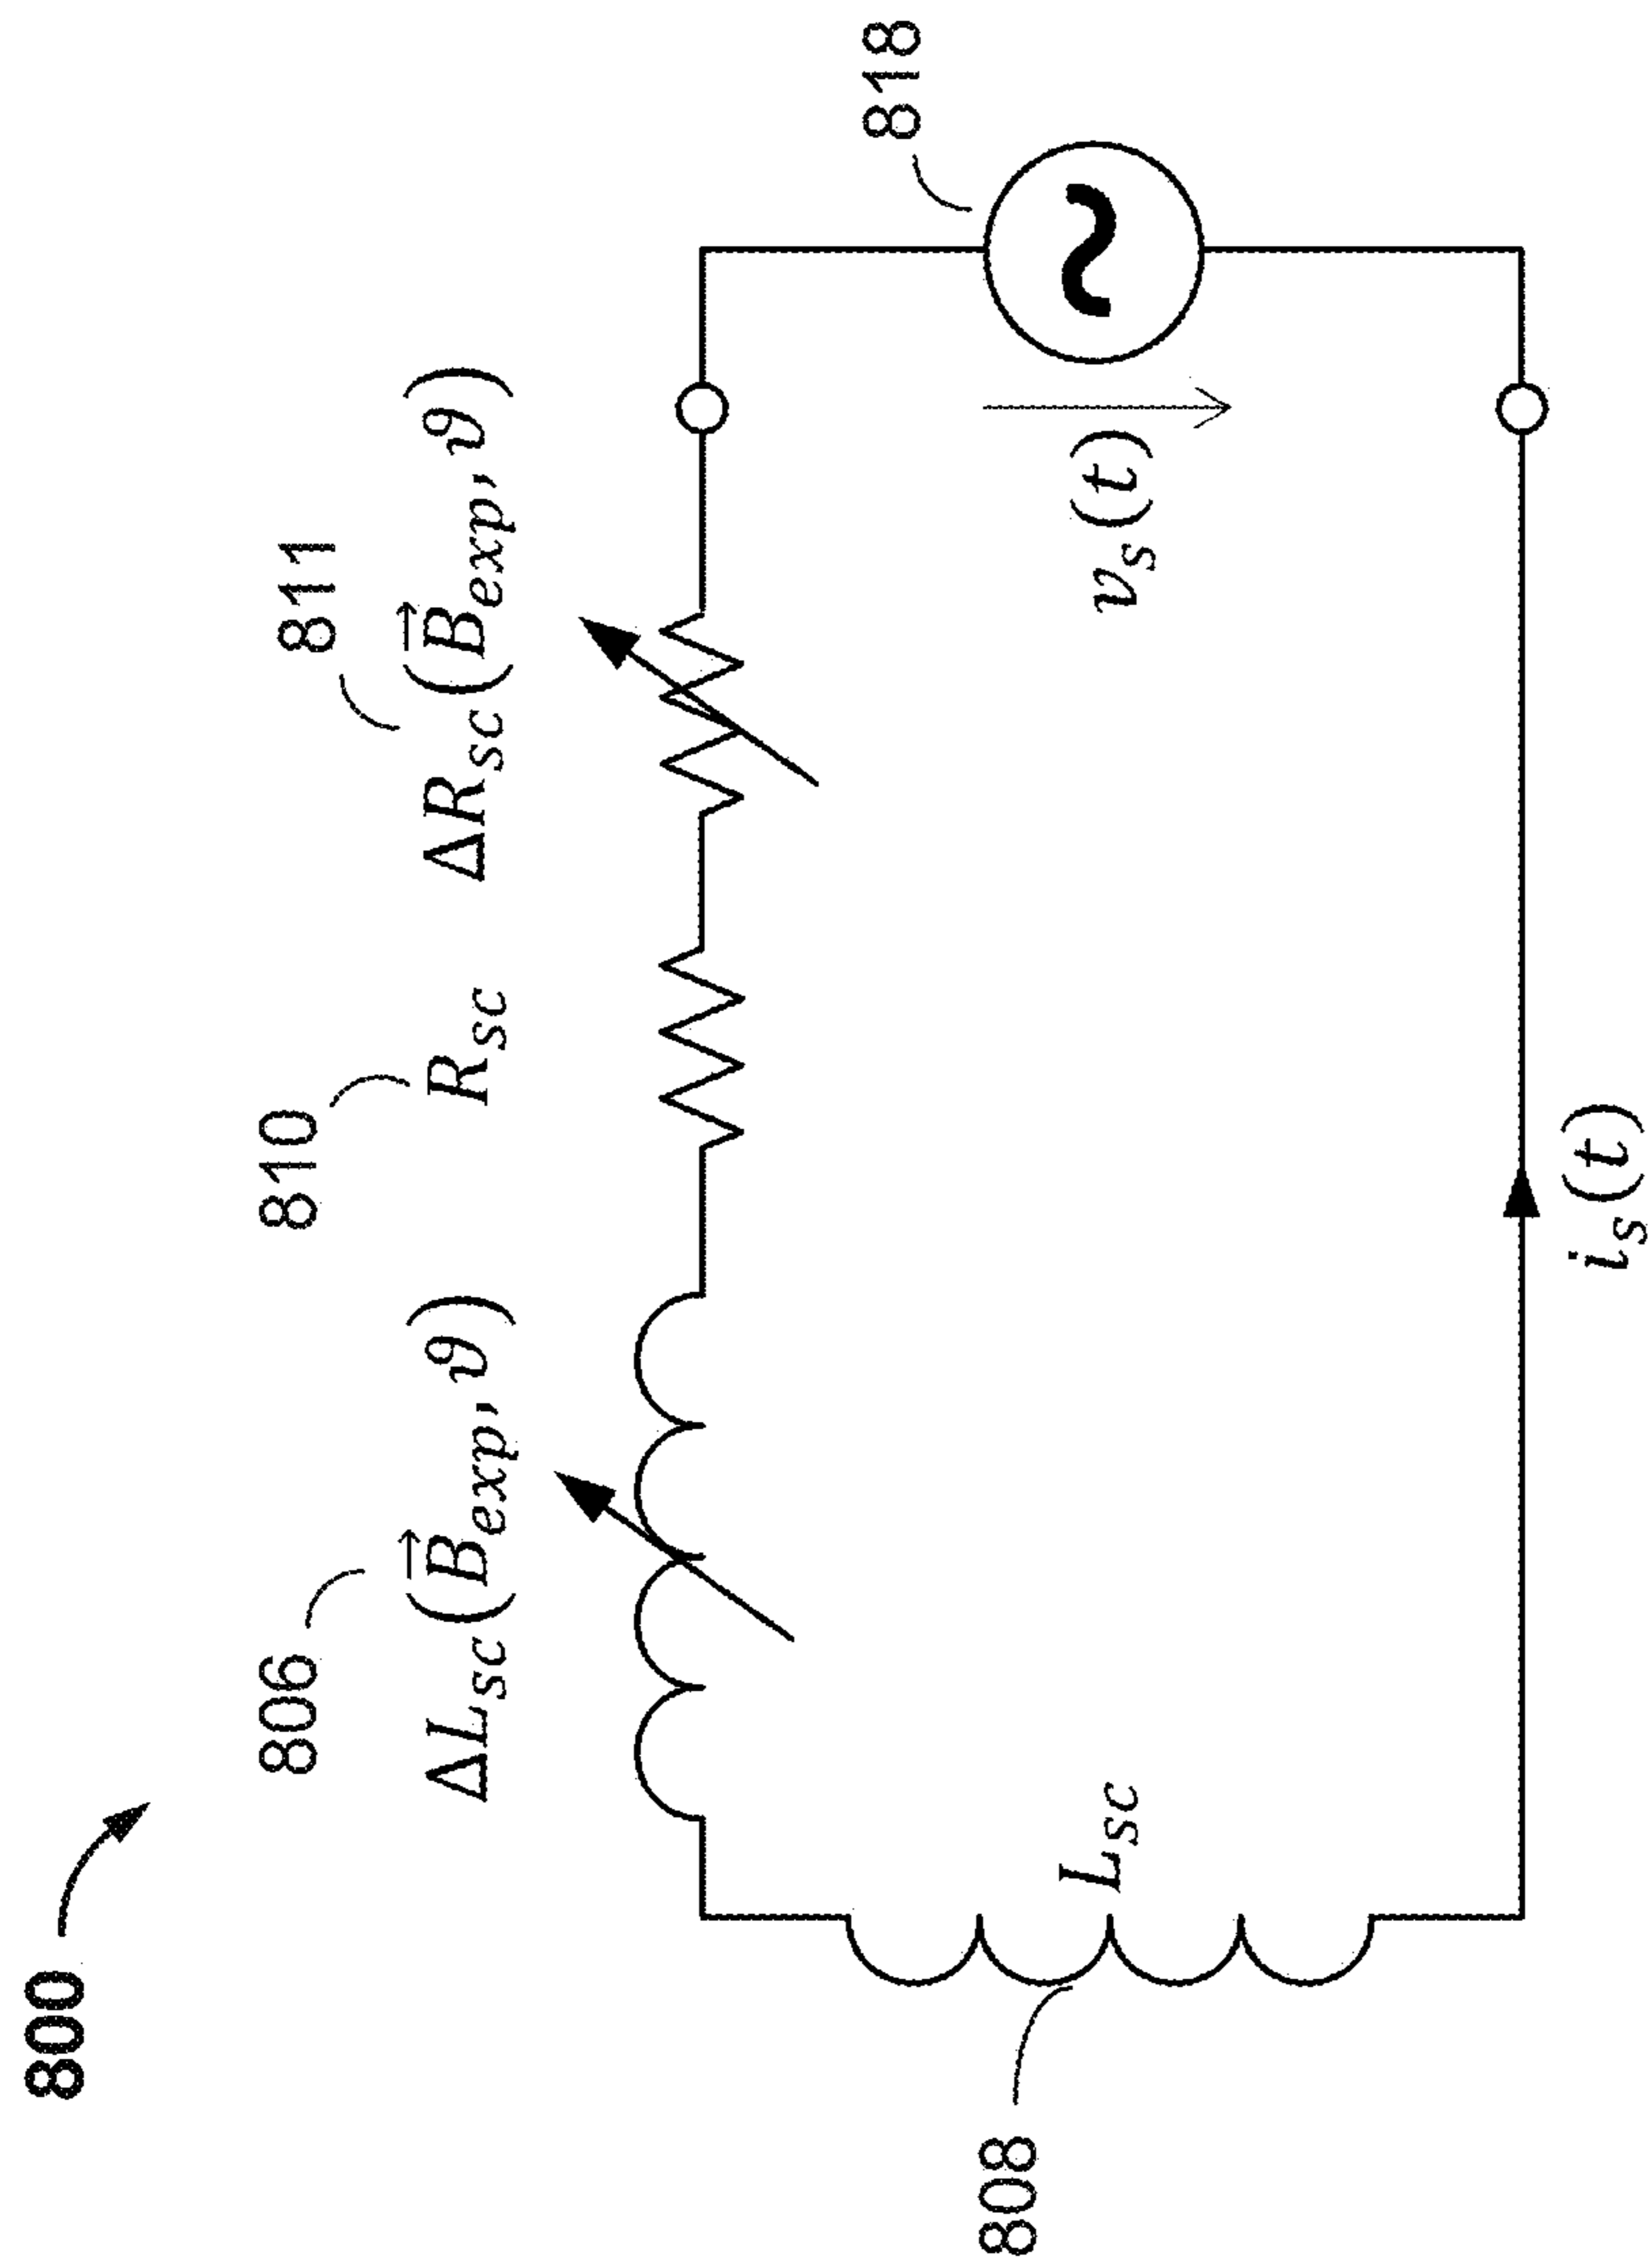 800
806
810
811
ΔL_sc(B⃗_exp, ϑ)
R_sc
ΔR_sc(B⃗_exp, ϑ)
818
808
L_sc
v_s(t)
i_s(t)